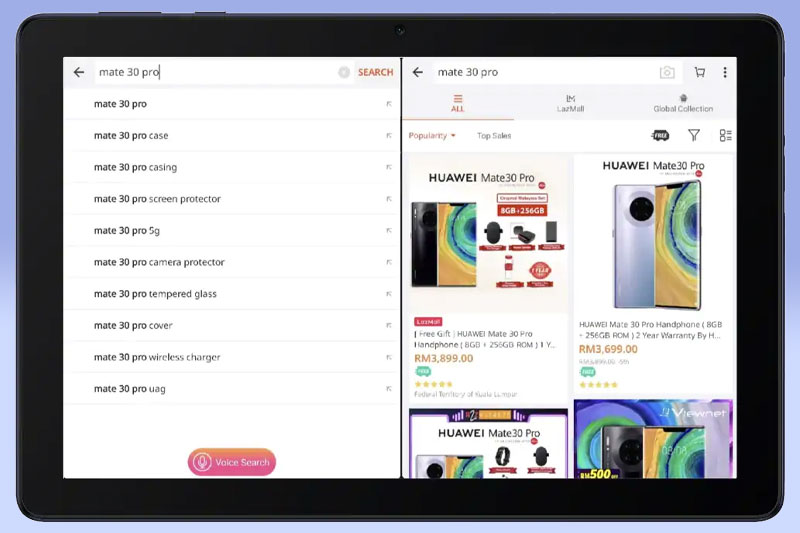 mate 30 pro
SEARCH
mate 30 pro
mate 30 pro case
mate 30 pro casing
mate 30 pro screen protector
mate 30 pro 5g
mate 30 pro camera protector
mate 30 pro tempered glass
mate 30 pro cover
mate 30 pro wireless charger
mate 30 pro uag
Voice Search
mate 30 pro
ALL
LazMall
Global Collection
Popularity
Top Sales
FREE
HUAWEI Mate30 Pro
8GB+256GB
LazMall
[ Free Gift ] HUAWEI Mate 30 Pro
Handphone ( 8GB + 256GB ROM ) 1 Y...
RM3,899.00
FREE
Federal Territory of Kuala Lumpur
HUAWEI Mate30 Pro
HUAWEI Mate 30 Pro Handphone ( 8GB
+ 256GB ROM ) 2 Year Warranty By H...
RM3,699.00
RM3,899.00 -5%
FREE
HUAWEI Mate30 Pro
Viewnet
RM500
OFF